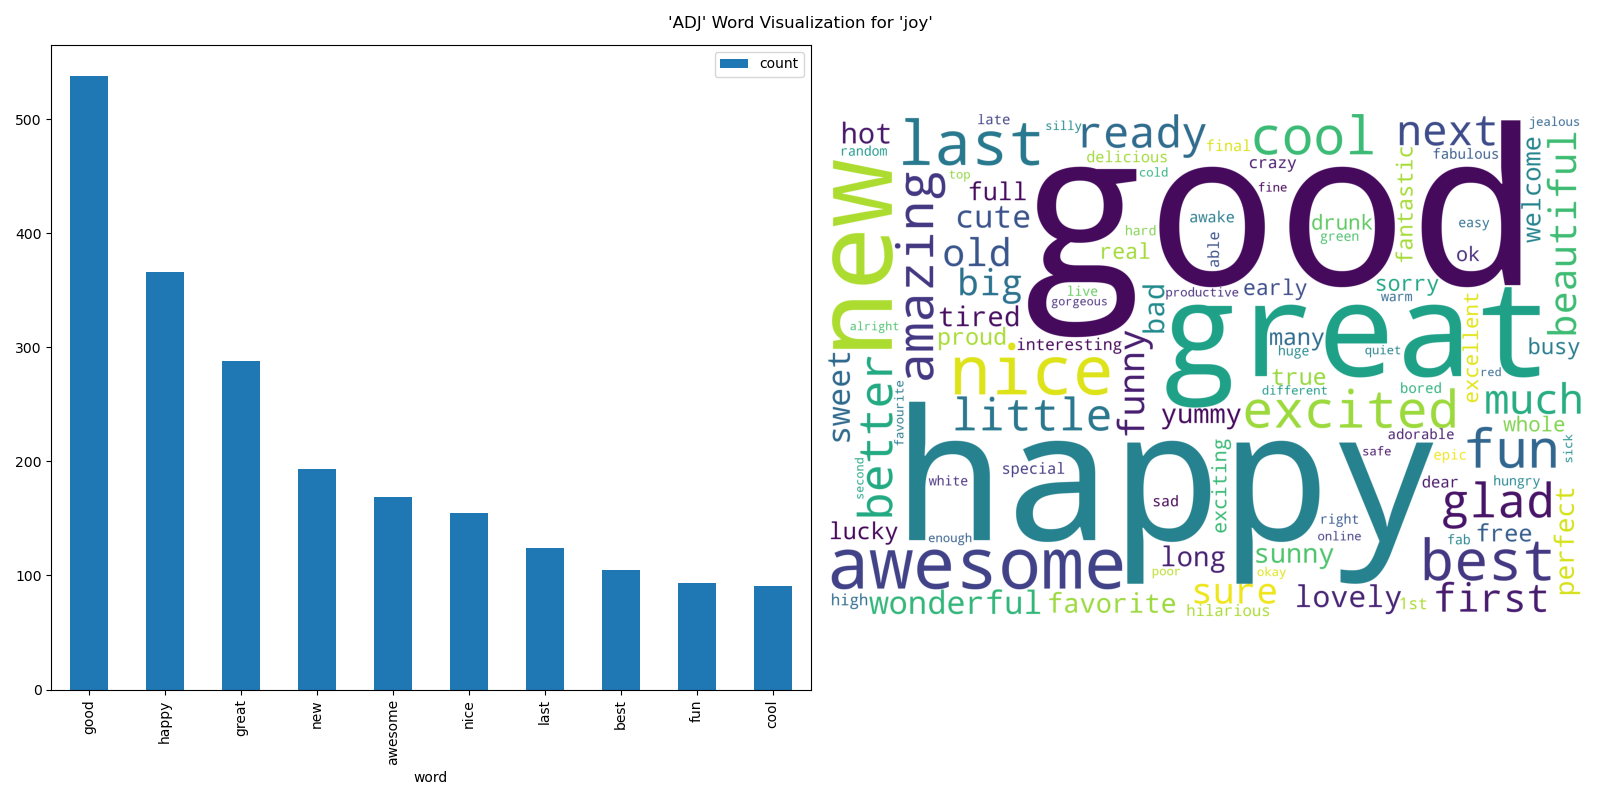 'ADJ' Word Visualization for 'joy'
count
500
400
300
200
100
0
good
happy
great
new
awesome
nice
last
best
fun
cool
word
hot
last
late
silly
ready
final
cool
next
jealous
random
delicious
crazy
fabulous
top
cold
fine
full
good
new
amazing
cute
awake
drunk
fantastic
easy
welcome
beautiful
hard
green
able
old
real
ok
big
live
gorgeous
productive
early
sorry
warm
bad
tired
alright
proud
interesting
great
many
huge
quiet
excellent
busy
sweet
nice
funny
true
different
bored
red
favourite
better
little
yummy
excited
much
whole
adorable
happy
special
white
exciting
safe
epic
fun
sick
second
sad
dear
hungry
glad
perfect
lucky
enough
right
online
fab
free
awesome
long
sunny
best
poor
okay
high
wonderful
favorite
sure
hilarious
lovely
1st
first